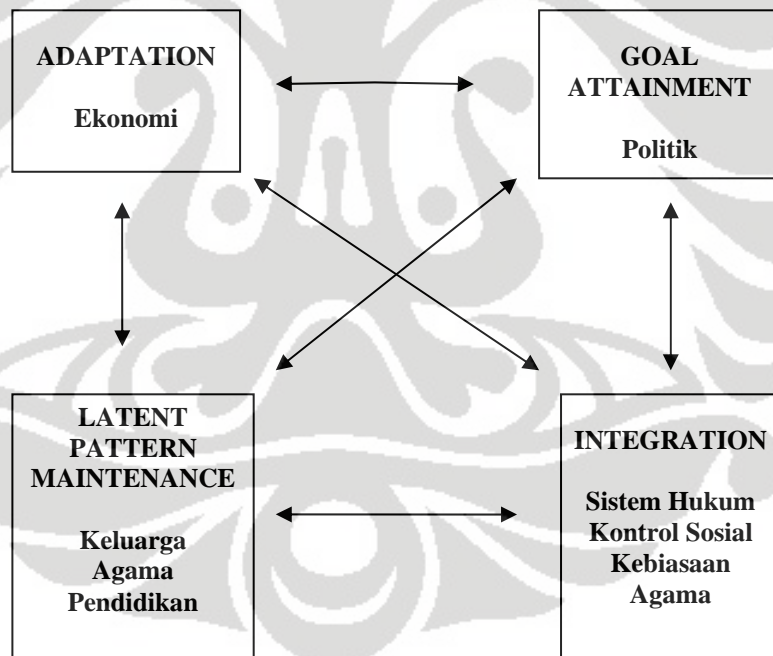 ADAPTATION
Ekonomi
GOAL
ATTAINMENT
Politik
LATENT
PATTERN
MAINTENANCE
Keluarga
Agama
Pendidikan
INTEGRATION
Sistem Hukum
Kontrol Sosial
Kebiasaan
Agama